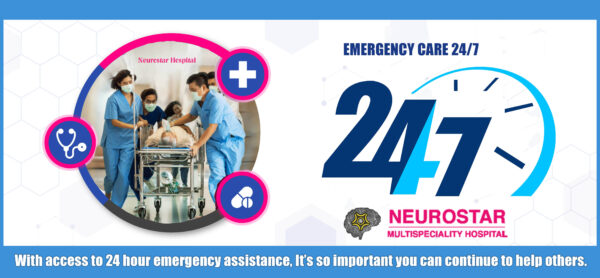 Neurostar Hospital
EMERGENCY CARE 24/7
24/7
NEUROSTAR
MULTISPECIALITY HOSPITAL
With access to 24 hour emergency assistance, It's so important you can continue to help others.